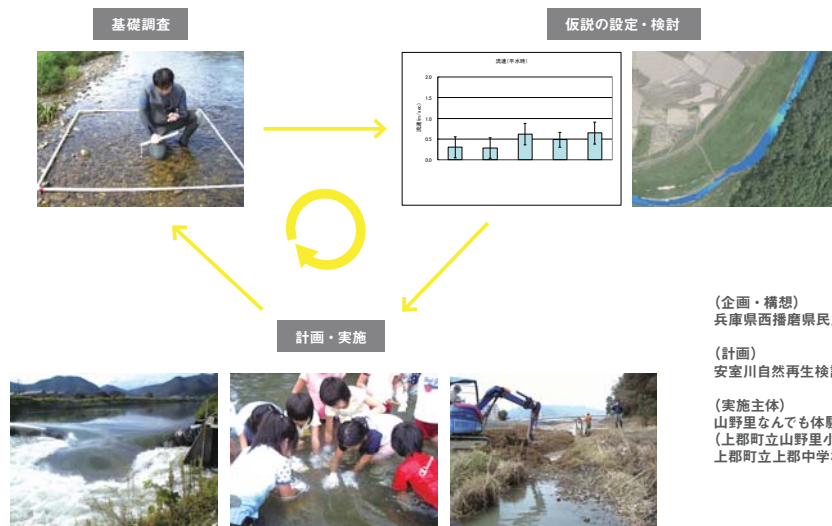 基礎調査
仮説の設定・検討
流速(平水時)
流速(m/sec)
2.0
1.5
1.0
0.5
0.0
計画・実施
(企画・構想)
兵庫県西播磨県民
(計画)
安室川自然再生検
(実施主体)
山野里なんでも体
(上郡町立山野里小
上郡町立上郡中学